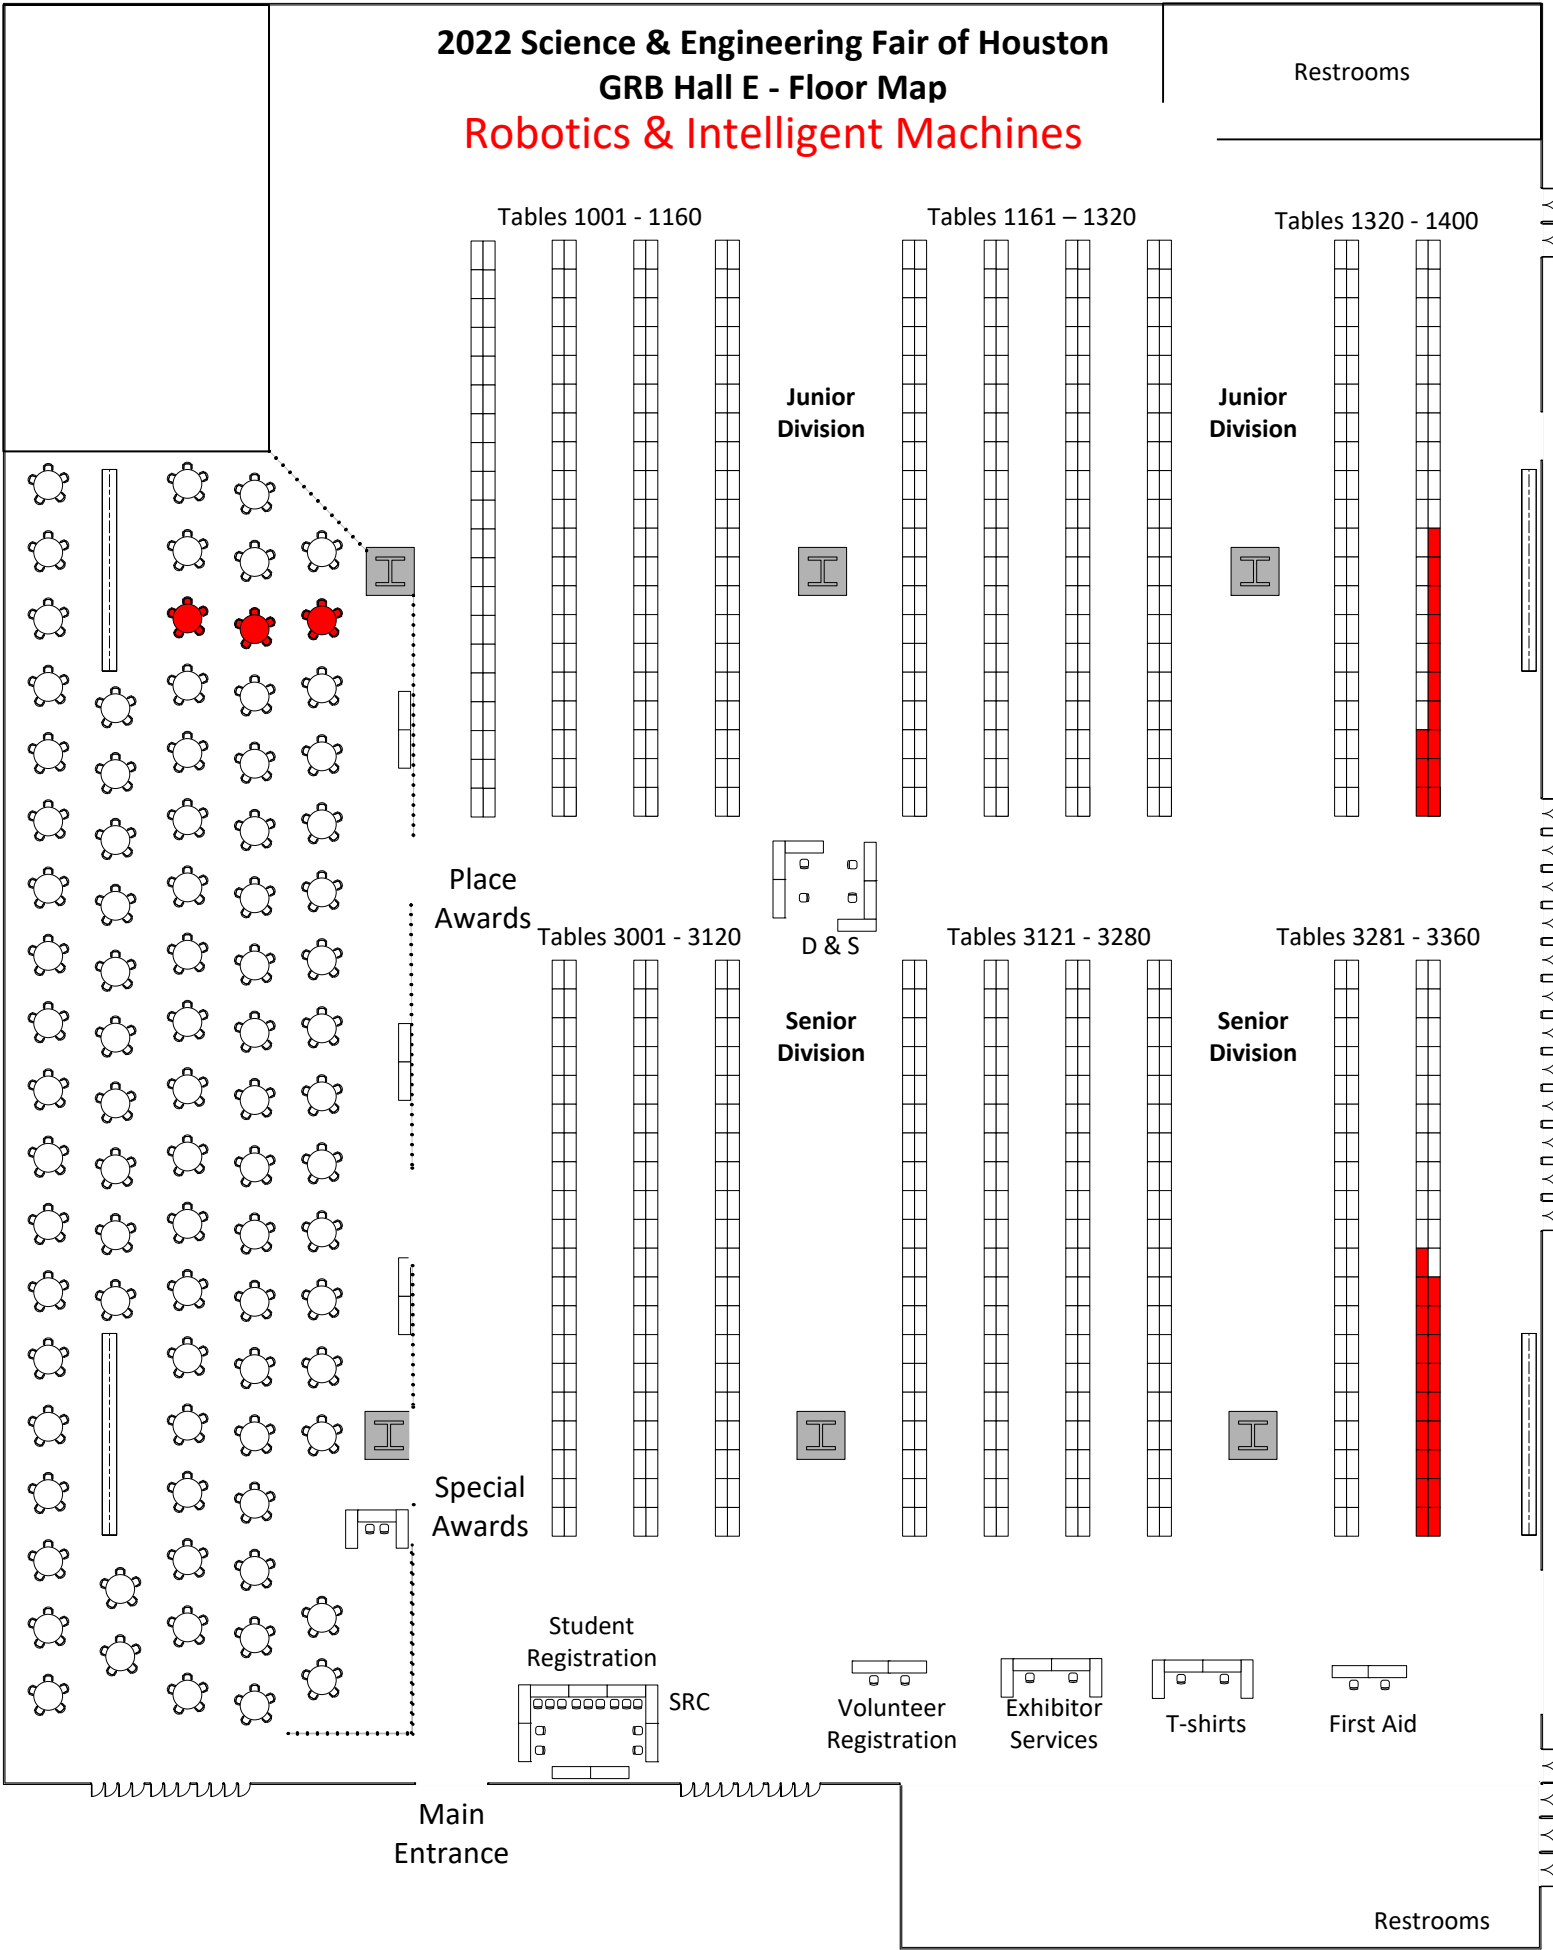 2022 Science & Engineering Fair of Houston
GRB Hall E - Floor Map
Robotics & Intelligent Machines
Restrooms
Tables 1001 - 1160
Tables 1161 – 1320
Tables 1320 - 1400
Junior
Division
Junior
Division
Place
Awards
D & S
Tables 3001 - 3120
Tables 3121 - 3280
Tables 3281 - 3360
Senior
Division
Senior
Division
Special
Awards
Student
Registration
SRC
Volunteer
Registration
Exhibitor
Services
T-shirts
First Aid
Main
Entrance
Restrooms